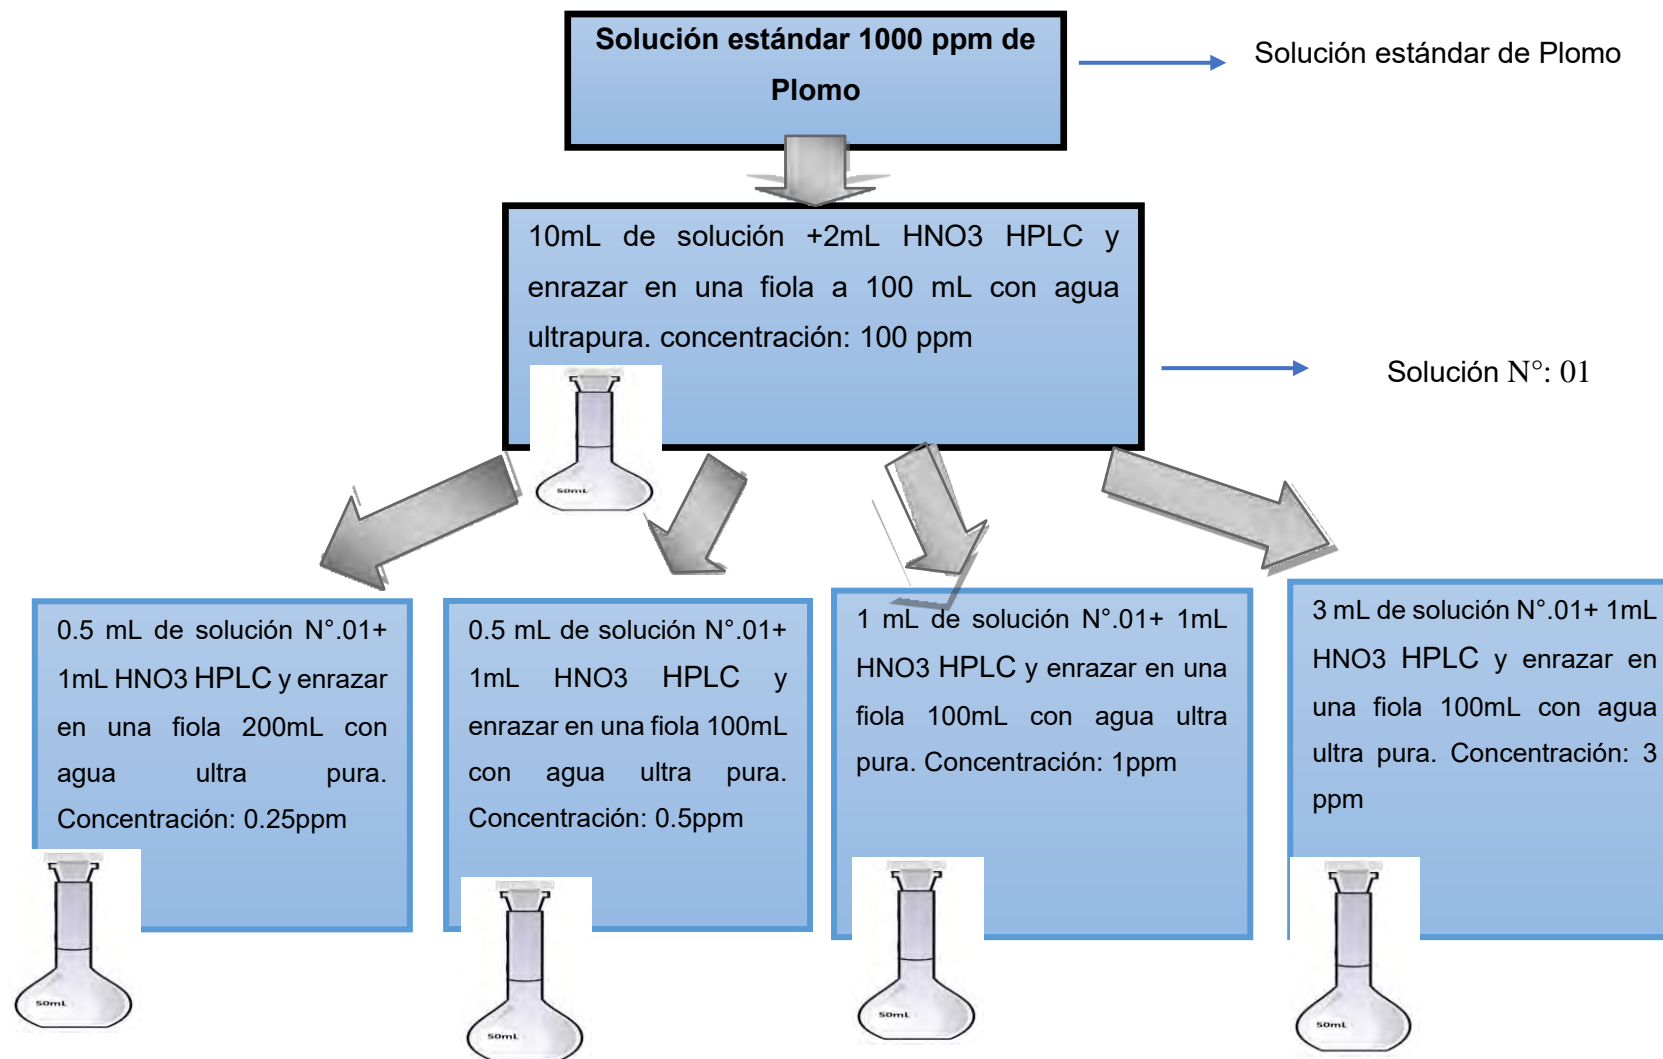 Solución estándar 1000 ppm de
Plomo
Solución estándar de Plomo
10mL de solución +2mL HNO3 HPLC y
enrazar en una fiola a 100 mL con agua
ultrapura. concentración: 100 ppm
Solución N°: 01
50mL
0.5 mL de solución N°.01+
1mL HNO3 HPLC y enrazar
en una fiola 200mL con
agua ultra pura.
Concentración: 0.25ppm
50mL
0.5 mL de solución N°.01+
1mL HNO3 HPLC y
enrazar en una fiola 100mL
con agua ultra pura.
Concentración: 0.5ppm
50mL
1 mL de solución N°.01+ 1mL
HNO3 HPLC y enrazar en una
fiola 100mL con agua ultra
pura. Concentración: 1ppm
50mL
3 mL de solución N°.01+ 1mL
HNO3 HPLC y enrazar en
una fiola 100mL con agua
ultra pura. Concentración: 3
ppm
50mL